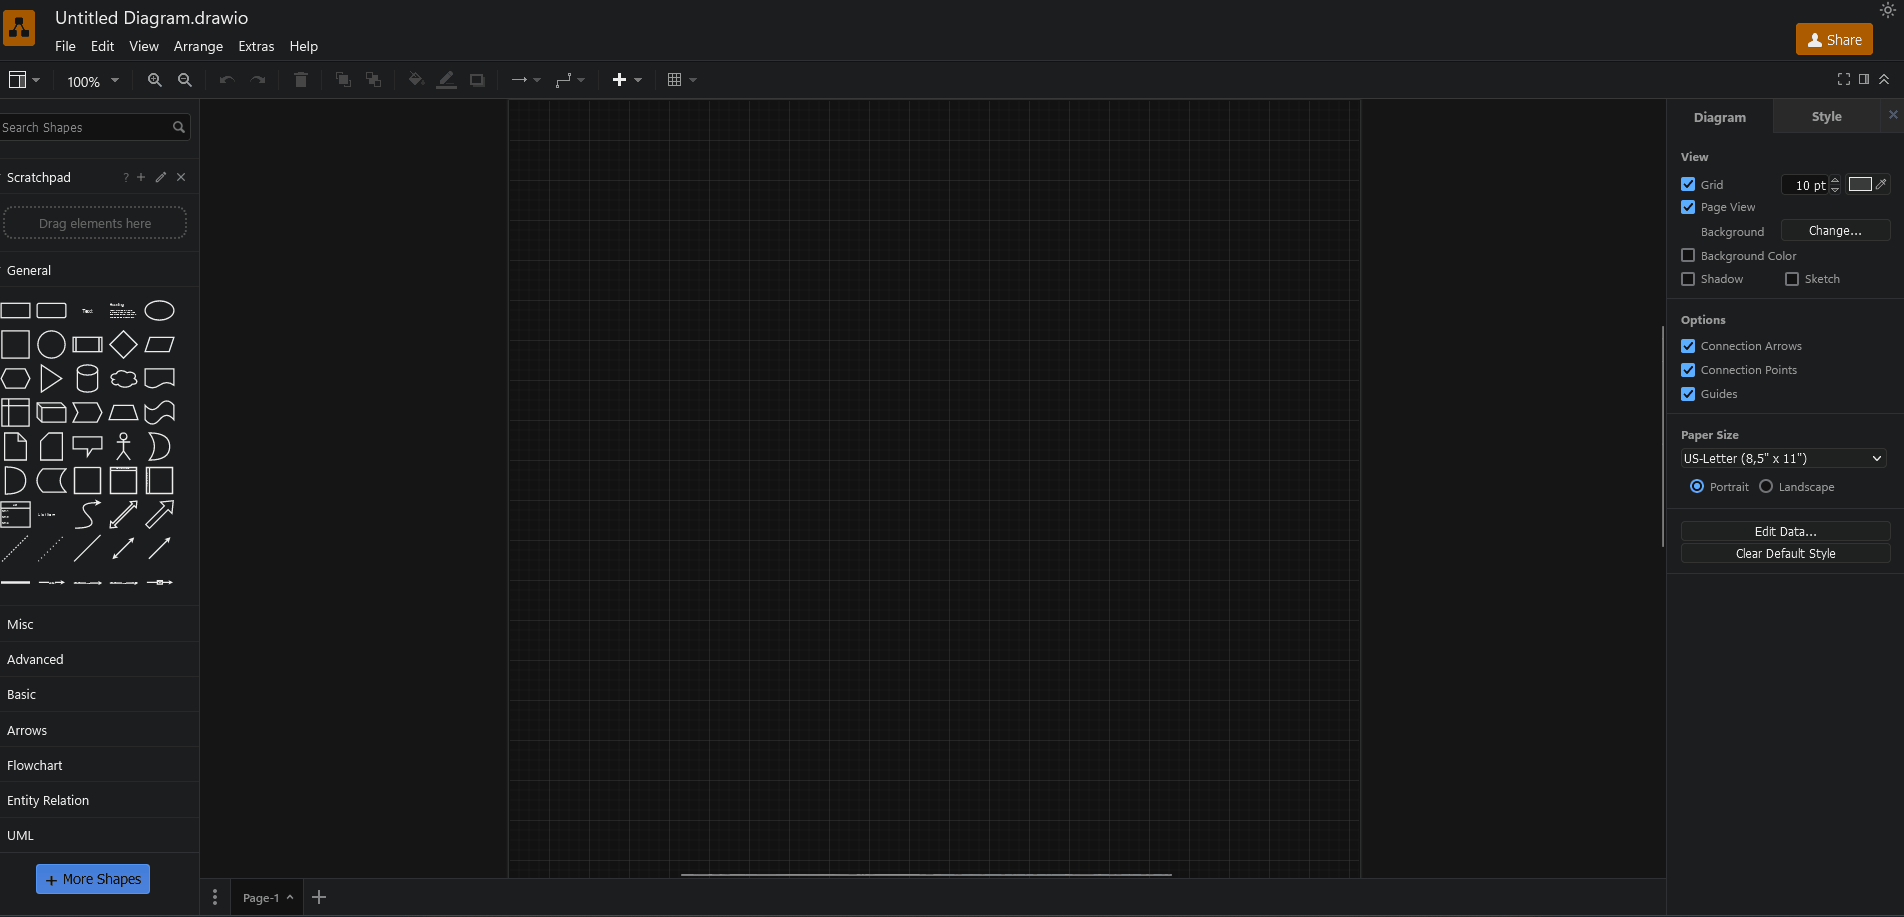 Untitled Diagram.drawio
File Edit View Arrange Extras Help
Share
100%
Search Shapes
Scratchpad
?
Drag elements here
General
Text
Heading
Misc
Advanced
Basic
Arrows
Flowchart
Entity Relation
UML
+ More Shapes
Page-1
Diagram
Style
View
Grid
10 pt
Page View
Background
Change...
Background Color
Shadow
Sketch
Options
Connection Arrows
Connection Points
Guides
Paper Size
US-Letter (8,5" x 11")
Portrait
Landscape
Edit Data...
Clear Default Style